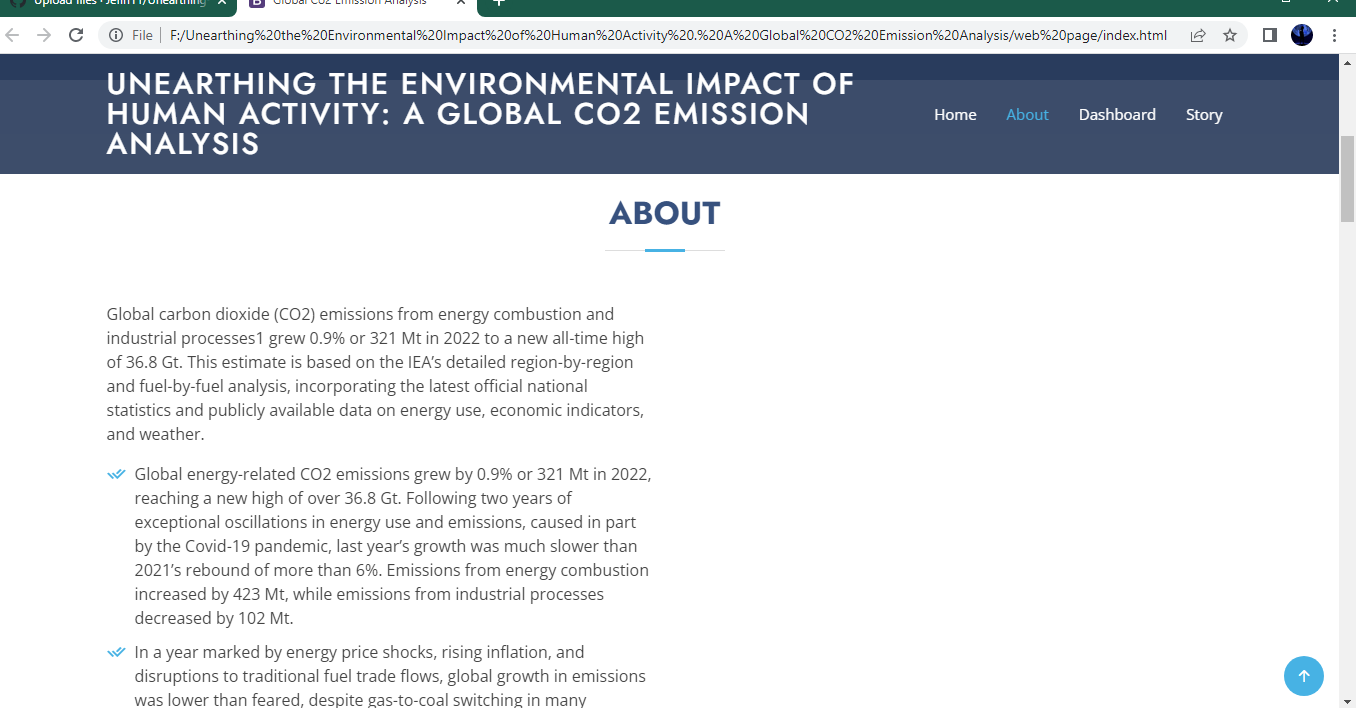 Upload files · Jenif
Global Co2 Emission Analysis
File
F:/Unearthing%20the%20Environmental%20Impact%20of%20Human%20Activity%20.%20A%20Global%20CO2%20Emission%20Analysis/web%20page/index.html
UNEARTHING THE ENVIRONMENTAL IMPACT OF
HUMAN ACTIVITY: A GLOBAL CO2 EMISSION
ANALYSIS
Home
About
Dashboard
Story
ABOUT
Global carbon dioxide (CO2) emissions from energy combustion and
industrial processes1 grew 0.9% or 321 Mt in 2022 to a new all-time high
of 36.8 Gt. This estimate is based on the IEA’s detailed region-by-region
and fuel-by-fuel analysis, incorporating the latest official national
statistics and publicly available data on energy use, economic indicators,
and weather.
Global energy-related CO2 emissions grew by 0.9% or 321 Mt in 2022,
reaching a new high of over 36.8 Gt. Following two years of
exceptional oscillations in energy use and emissions, caused in part
by the Covid-19 pandemic, last year’s growth was much slower than
2021’s rebound of more than 6%. Emissions from energy combustion
increased by 423 Mt, while emissions from industrial processes
decreased by 102 Mt.
In a year marked by energy price shocks, rising inflation, and
disruptions to traditional fuel trade flows, global growth in emissions
was lower than feared, despite gas-to-coal switching in many